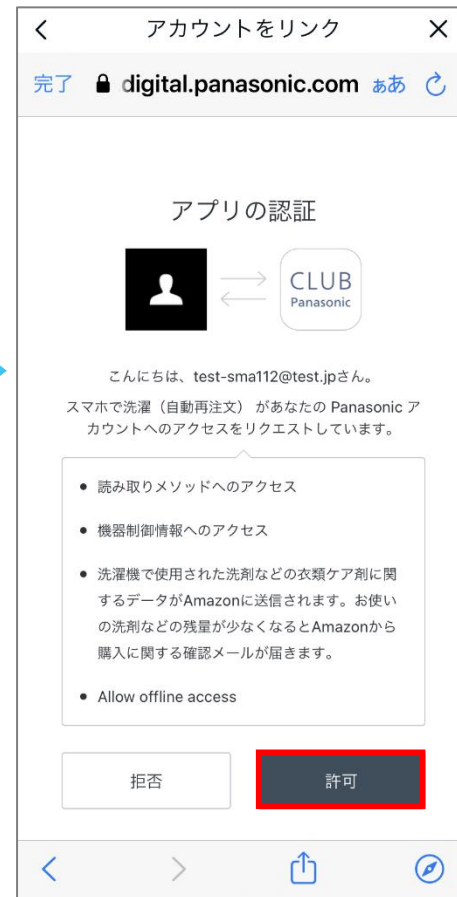 アカウントをリンク
完了 digital.panasonic.com ぁあ
アプリの認証
CLUB
Panasonic
こんにちは、test-sma112@test.jpさん。
スマホで洗濯（自動再注文） があなたの Panasonic ア
カウントへのアクセスをリクエストしています。
• 読み取りメソッドへのアクセス
• 機器制御情報へのアクセス
• 洗濯機で使用された洗剤などの衣類ケア剤に関
するデータがAmazonに送信されます。お使い
の洗剤などの残量が少なくなるとAmazonから
購入に関する確認メールが届きます。
• Allow offline access
拒否 許可